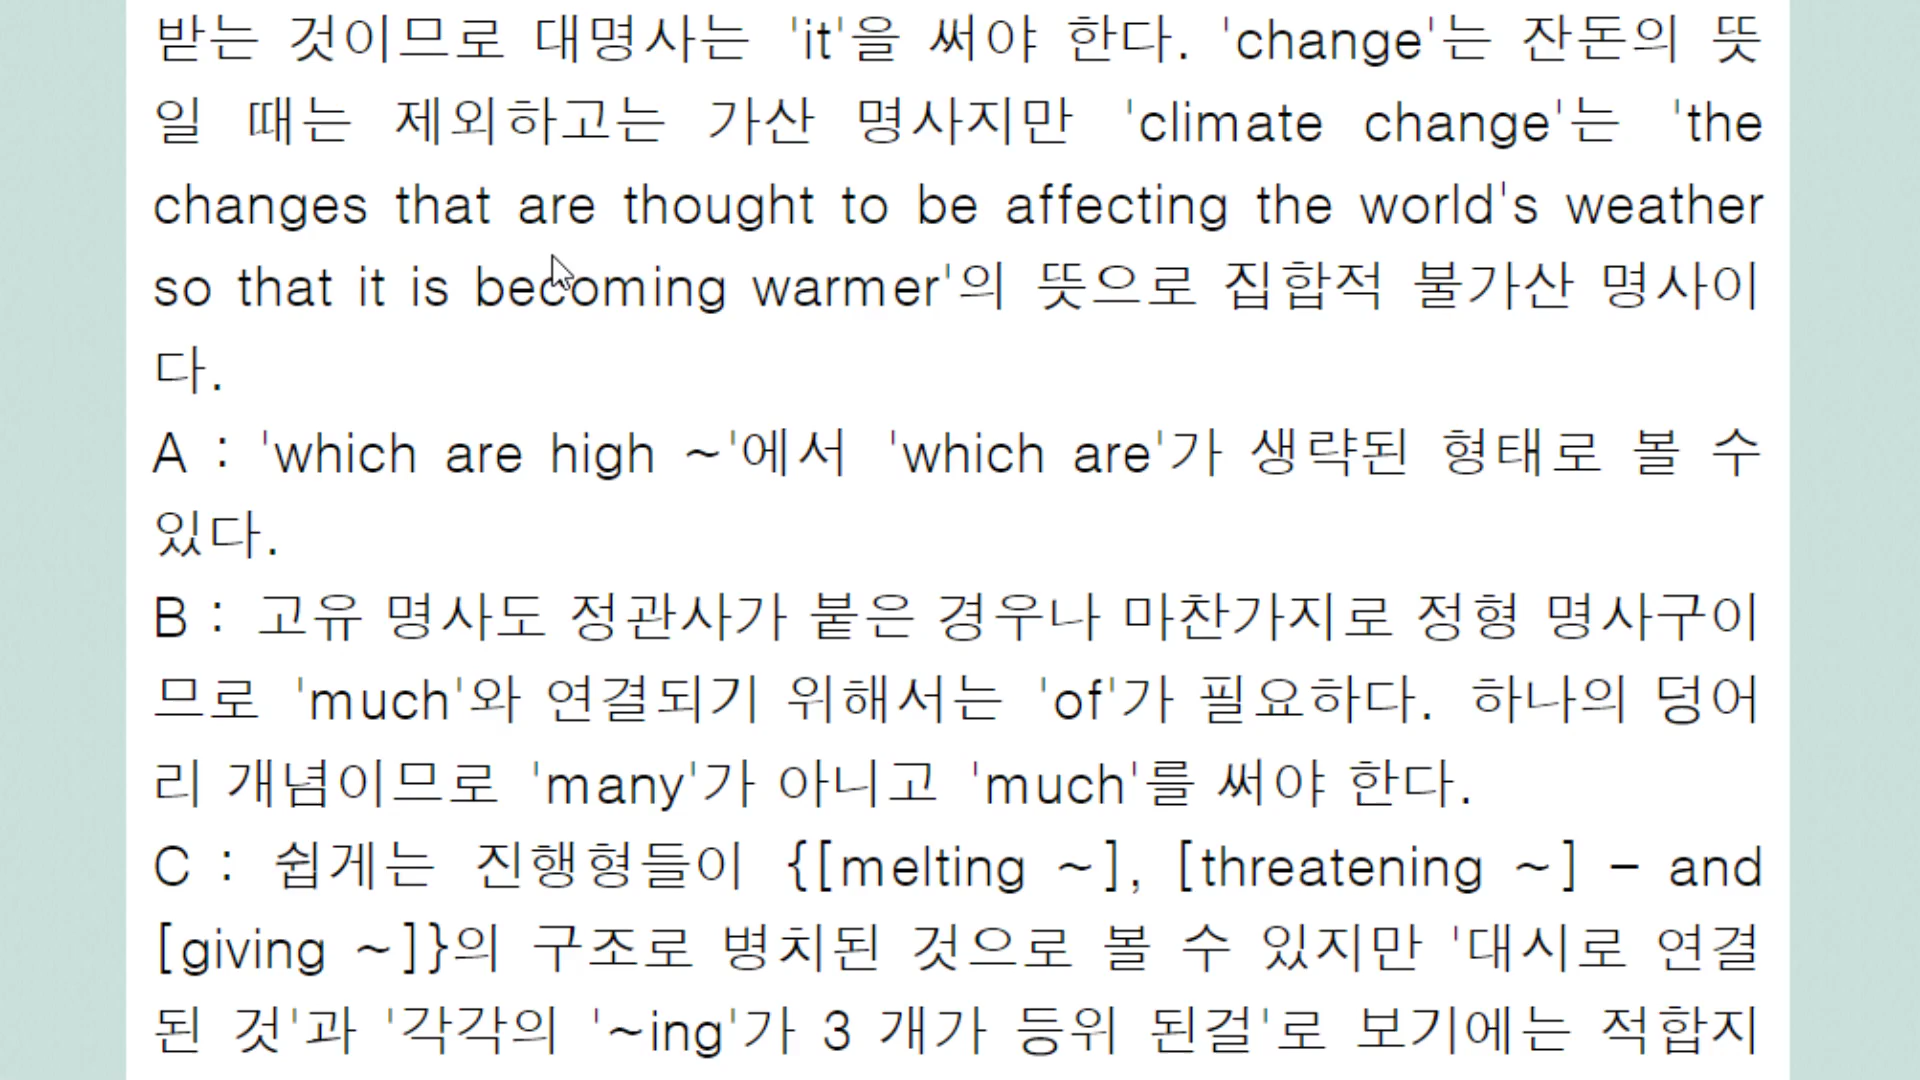 받는 것이므로 대명사는 'it'을 써야 한다. 'change'는 잔돈의 뜻
일 때는 제외하고는 가산 명사지만 'climate change'는 'the
changes that are thought to be affecting the world's weather
so that it is becoming warmer'의 뜻으로 집합적 불가산 명사이
다.
A : 'which are high ~'에서 'which are'가 생략된 형태로 볼 수
있다.
B : 고유 명사도 정관사가 붙은 경우나 마찬가지로 정형 명사구이
므로 'much'와 연결되기 위해서는 'of'가 필요하다. 하나의 덩어
리 개념이므로 'many'가 아니고 'much'를 써야 한다.
C : 쉽게는 진행형들이 {[melting ~], [threatening ~] - and
[giving ~]}의 구조로 병치된 것으로 볼 수 있지만 '대시로 연결
된 것'과 '각각의 '~ing'가 3 개가 등위 된걸'로 보기에는 적합지